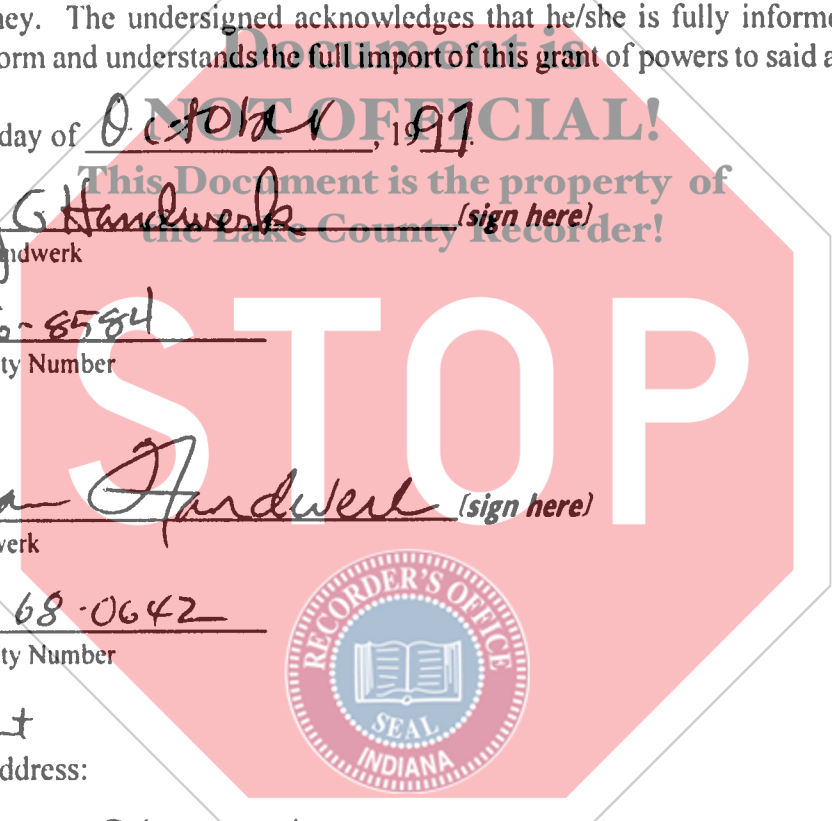 ney. The undersigned acknowledges that he/she is fully informe
orm and understands the full import of this grant of powers to said a
Document is
NOT OFFICIAL!
This Document is the property of
the Lake County Recorder!
day of October, 1997.
G Handwerk (sign here)
ndwerk
6-8584
ty Number
STOP
Handwerk (sign here)
werk
68-0642
ty Number
RECORDER'S OFFICE
SEAL
INDIANA
ddress: